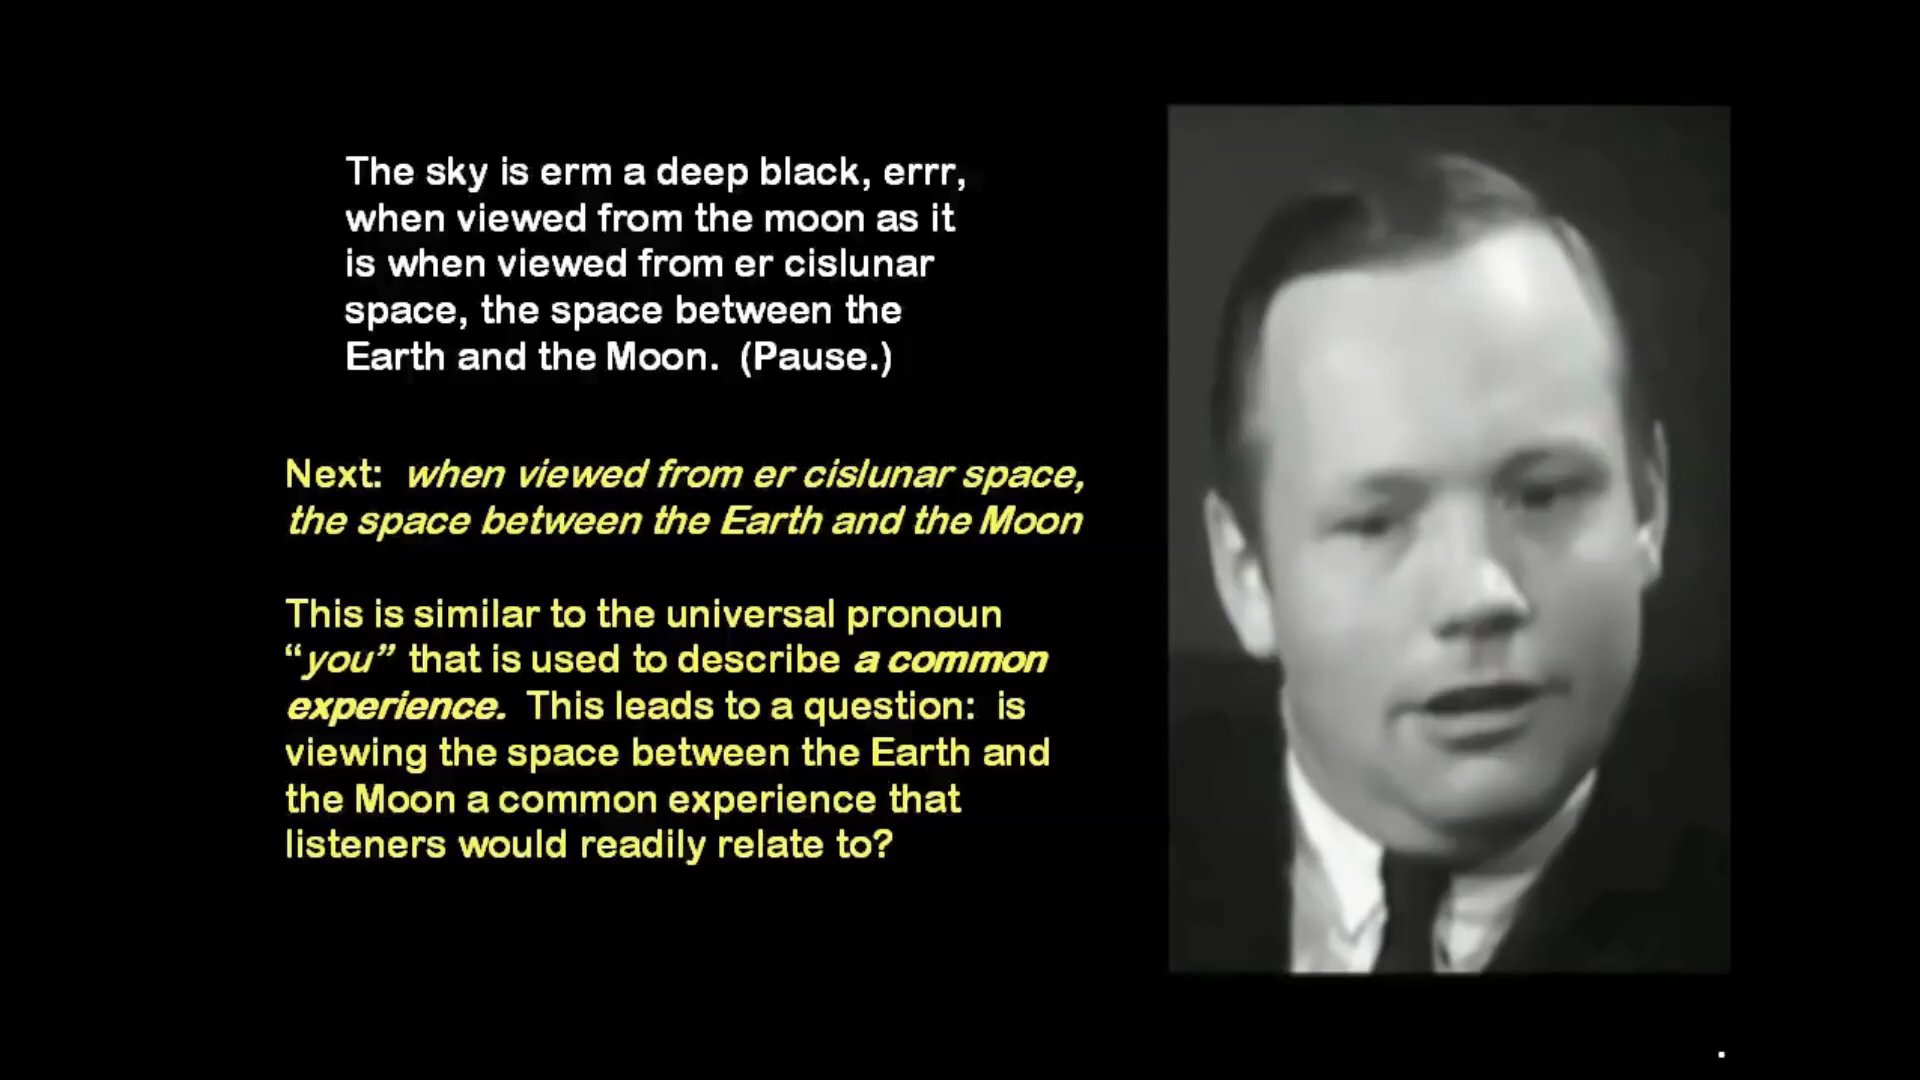 The sky is erm a deep black, errr,
when viewed from the moon as it
is when viewed from er cislunar
space, the space between the
Earth and the Moon.  (Pause.)
Next:  when viewed from er cislunar space,
the space between the Earth and the Moon
This is similar to the universal pronoun
“you” that is used to describe a common
experience.  This leads to a question:  is
viewing the space between the Earth and
the Moon a common experience that
listeners would readily relate to?